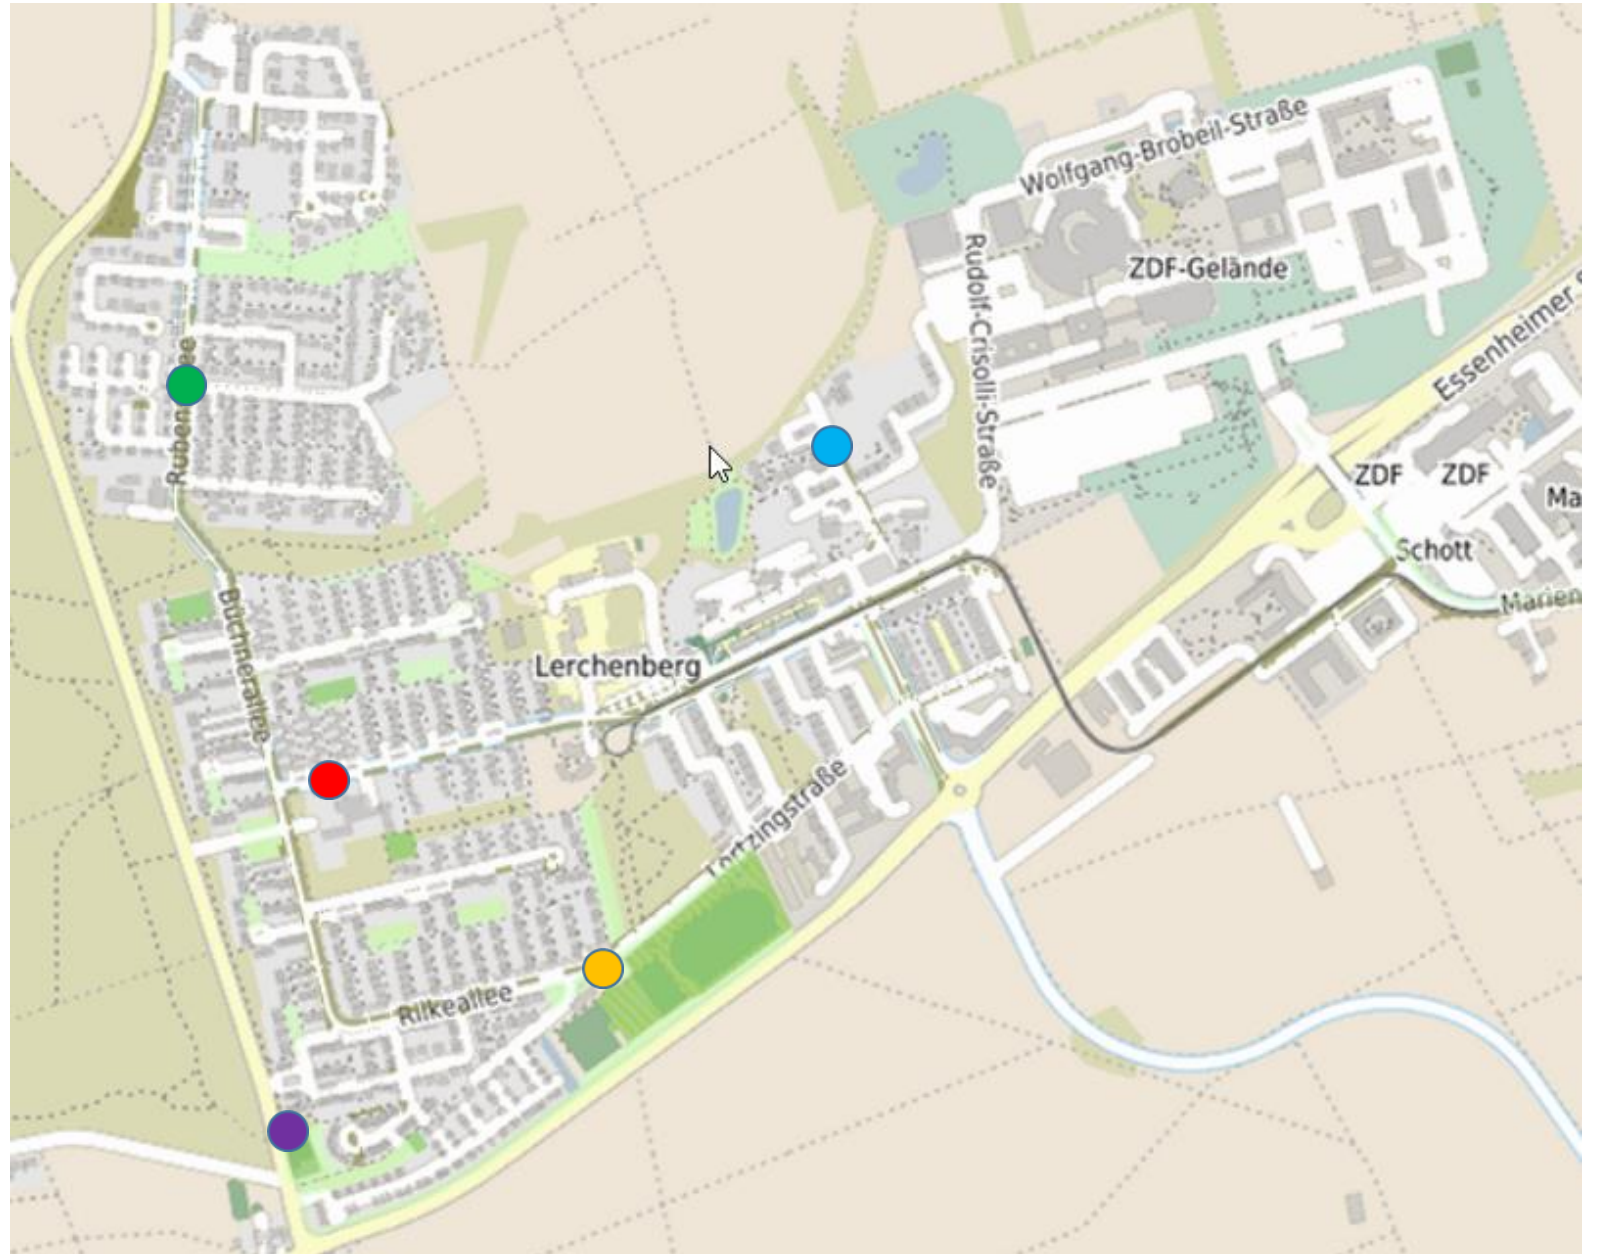 Wolfgang-Brobeil-Straße
Rudolf-Crisolli-Straße
ZDF-Gelände
Essenheimer S
ZDF
ZDF
Ma
Schott
Marien
Büchnerallee
Lerchenberg
Lortzingstraße
Rilkeallee